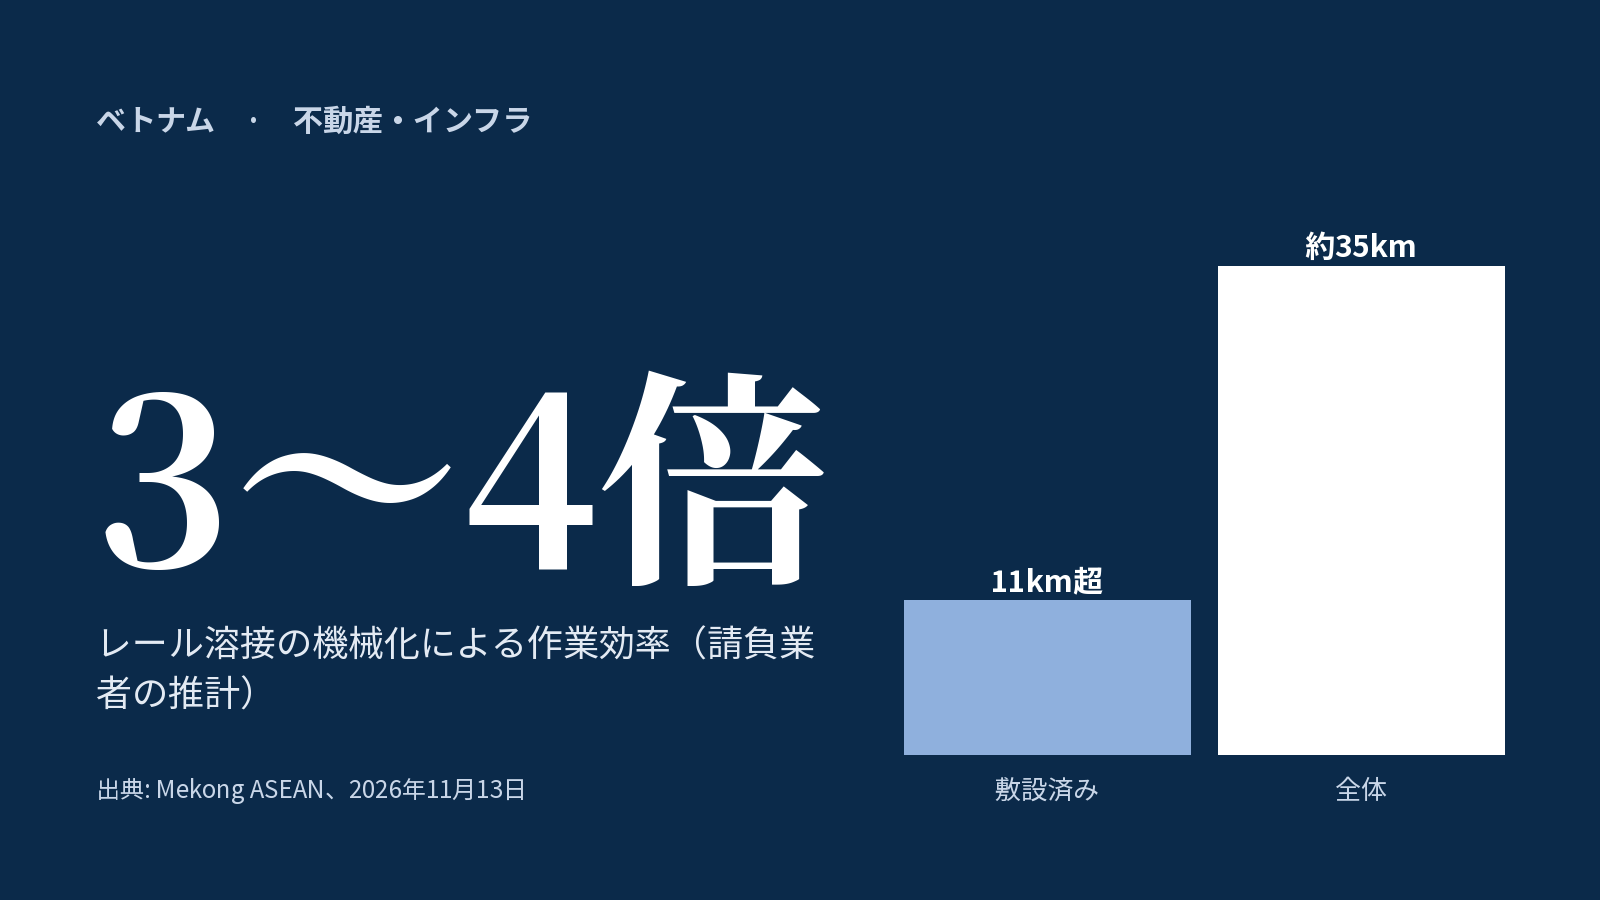 ベトナム · 不動産・インフラ
3〜4倍
レール溶接の機械化による作業効率（請負業
者の推計）
出典: Mekong ASEAN、2026年11月13日
約35km
11km超
敷設済み
全体